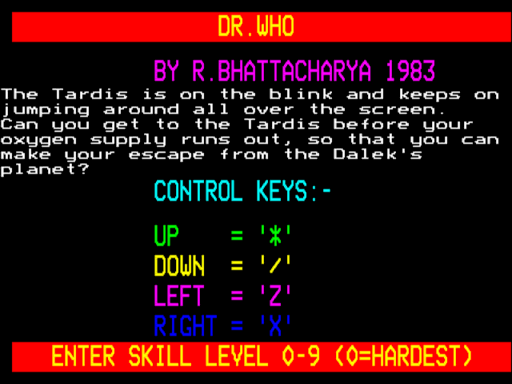 DR.WHO
BY R.BHATTACHARYA 1983
The Tardis is on the blink and keeps on
jumping around all over the screen.
Can you get to the Tardis before your
oxygen supply runs out, so that you can
make your escape from the Dalek's
planet?
CONTROL KEYS:-
UP = '*'
DOWN = '/'
LEFT = 'Z'
RIGHT = 'X'
ENTER SKILL LEVEL 0-9 (0=HARDEST)